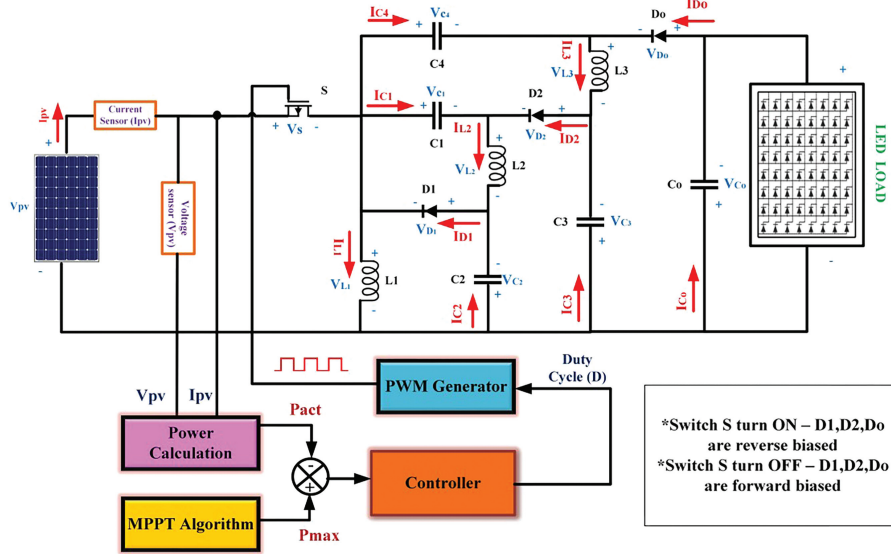 IC4
+ VC4 -
C4
Do
IDo
+ -
VDo
IL3
VL3
+
-
L3
S
+ VS -
IC1
VC1
+ -
C1
D2
- +
VD2
ID2
IL2
VL2
+
-
L2
Ipv
Current
Sensor (Ipv)
Voltage
sensor (Vpv)
Vpv
+
-
D1
- +
VD1
ID1
IL1
VL1
+
-
L1
C2
-
VC2
+
IC2
C3
-
VC3
+
IC3
Co
-
VCo
+
ICo
+
-
LED LOAD
Vpv Ipv
Power
Calculation
MPPT Algorithm
Pact
-
+
Pmax
PWM Generator
Controller
Duty
Cycle (D)
*Switch S turn ON – D1,D2,Do
are reverse biased
*Switch S turn OFF – D1,D2,Do
are forward biased